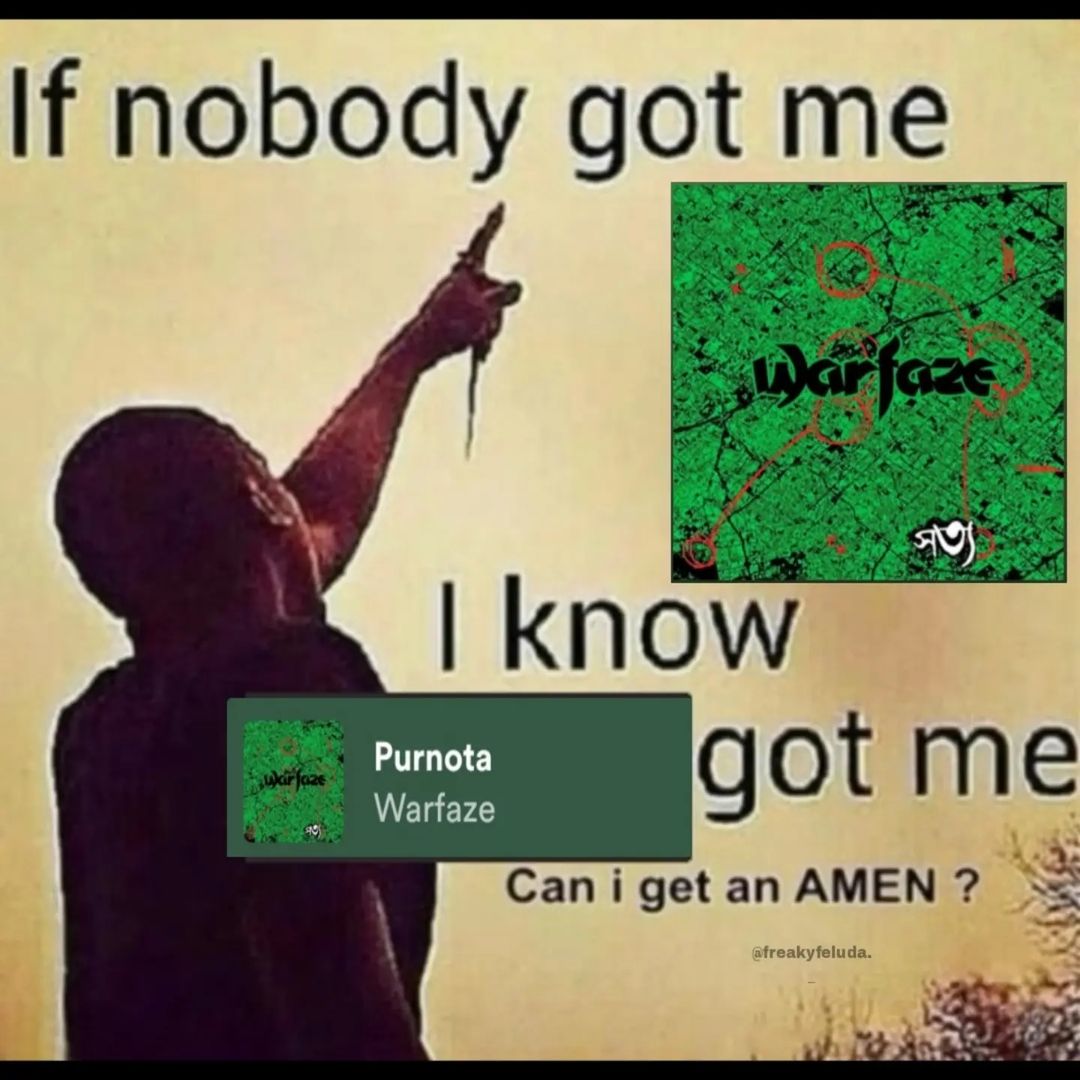 If nobody got me
warfaze
সত্য
I know
Purnota
Warfaze
got me
Can i get an AMEN ?
@freakyfeluda.